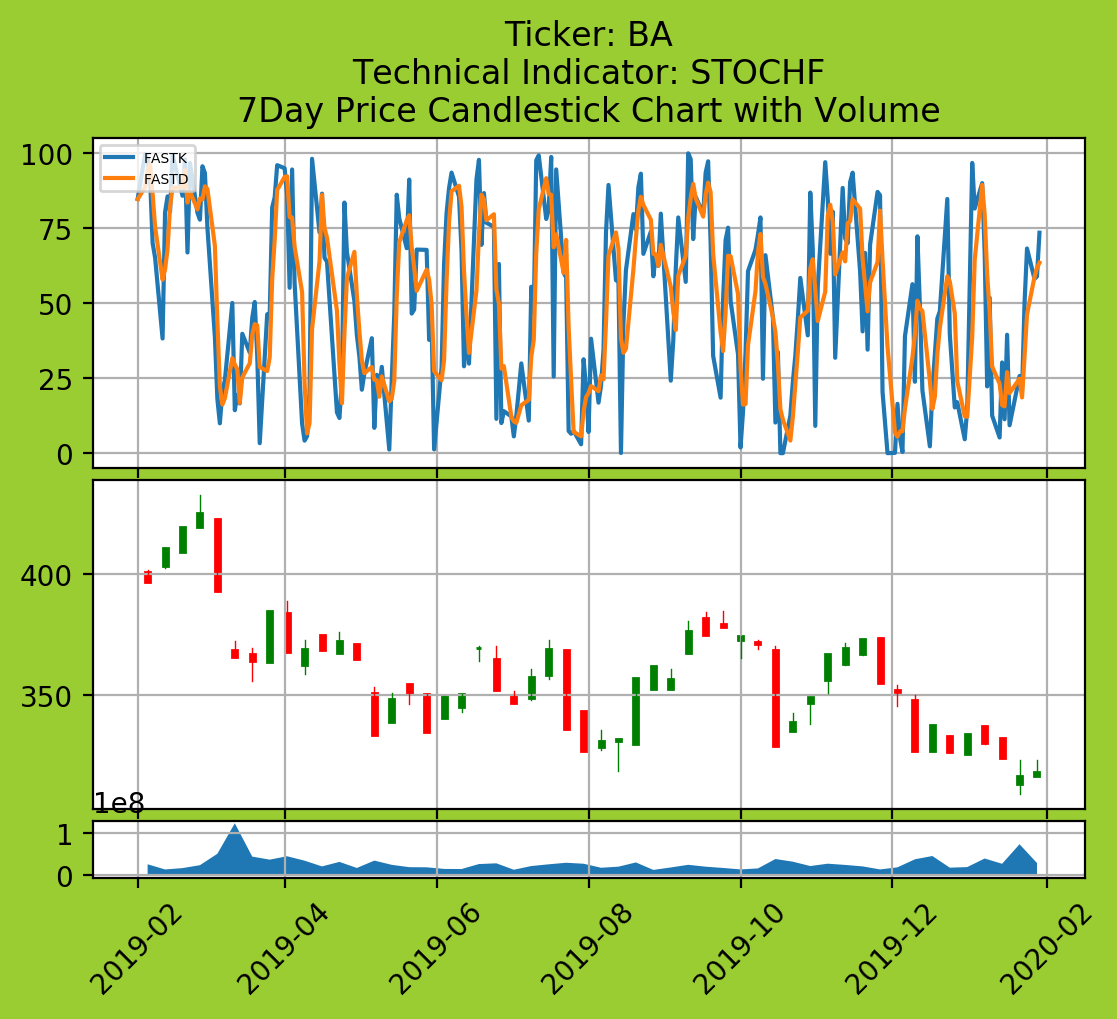 Ticker: BA
Technical Indicator: STOCHF
7Day Price Candlestick Chart with Volume
100
FASTK
FASTD
75
50
25
0
400
350
1e8
1
0
2019-02
2019-04
2019-06
2019-08
2019-10
2019-12
2020-02